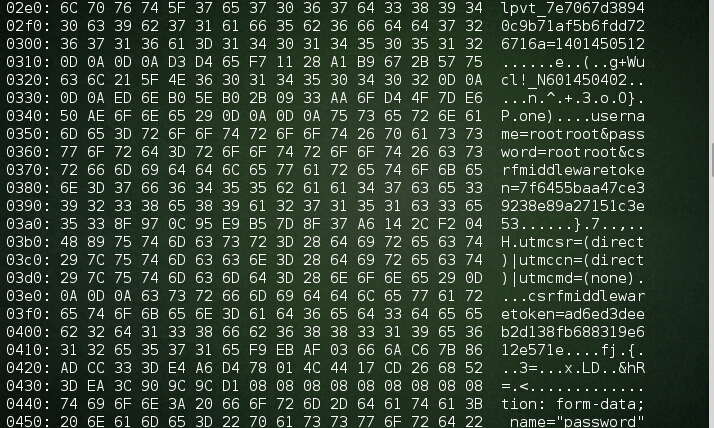 02e0: 6C 70 76 74 5F 37 65 37 30 36 37 64 33 38 39 34 lpvt_7e7067d3894
02f0: 30 63 39 62 37 31 61 66 35 62 36 66 64 64 37 32 0c9b71af5b6fdd72
0300: 36 37 31 36 61 3D 31 34 30 31 34 35 30 35 31 32 6716a=1401450512
0310: 0D 0A 0D 0A D3 D4 65 F7 11 28 A1 B9 67 2B 57 75 ......e..(..g+Wu
0320: 63 6C 21 5F 4E 36 30 31 34 35 30 34 30 32 0D 0A cl!_N601450402..
0330: 0D 0A ED 6E B0 5E B0 2B 09 33 AA 6F D4 4F 7D E6 ...n.^.+.3.o.O}.
0340: 50 AE 6F 6E 65 29 0D 0A 0D 0A 75 73 65 72 6E 61 P.one)....userna
0350: 6D 65 3D 72 6F 6F 74 72 6F 6F 74 26 70 61 73 73 me=rootroot&pass
0360: 77 6F 72 64 3D 72 6F 6F 74 72 6F 6F 74 26 63 73 word=rootroot&cs
0370: 72 66 6D 69 64 64 6C 65 77 61 72 65 74 6F 6B 65 rfmiddlewaretoke
0380: 6E 3D 37 66 36 34 35 35 62 61 61 34 37 63 65 33 n=7f6455baa47ce3
0390: 39 32 33 38 65 38 39 61 32 37 31 35 31 63 33 65 9238e89a27151c3e
03a0: 35 33 8F 97 0C 95 E9 B5 7D 8F 37 A6 14 2C F2 04 53......}.7..,..
03b0: 48 89 75 74 6D 63 73 72 3D 28 64 69 72 65 63 74 H.utmcsr=(direct
03c0: 29 7C 75 74 6D 63 63 6E 3D 28 64 69 72 65 63 74 )|utmccn=(direct
03d0: 29 7C 75 74 6D 63 6D 64 3D 28 6E 6F 6E 65 29 0D )|utmcmd=(none).
03e0: 0A 0D 0A 63 73 72 66 6D 69 64 64 6C 65 77 61 72 ...csrfmiddlewar
03f0: 65 74 6F 6B 65 6E 3D 61 64 36 65 64 33 64 65 65 etoken=ad6ed3dee
0400: 62 32 64 31 33 38 66 62 36 38 38 33 31 39 65 36 b2d138fb688319e6
0410: 31 32 65 35 37 31 65 F9 EB AF 03 66 6A C6 7B 86 12e571e....fj.{.
0420: AD CC 33 3D E4 A6 D4 78 01 4C 44 17 CD 26 68 52 ..3=...x.LD..&hR
0430: 3D EA 3C 90 9C 9C D1 08 08 08 08 08 08 08 08 08 =.<.............
0440: 74 69 6F 6E 3A 20 66 6F 72 6D 2D 64 61 74 61 3B tion: form-data;
0450: 20 6E 61 6D 65 3D 22 70 61 73 73 77 6F 72 64 22 name="password"